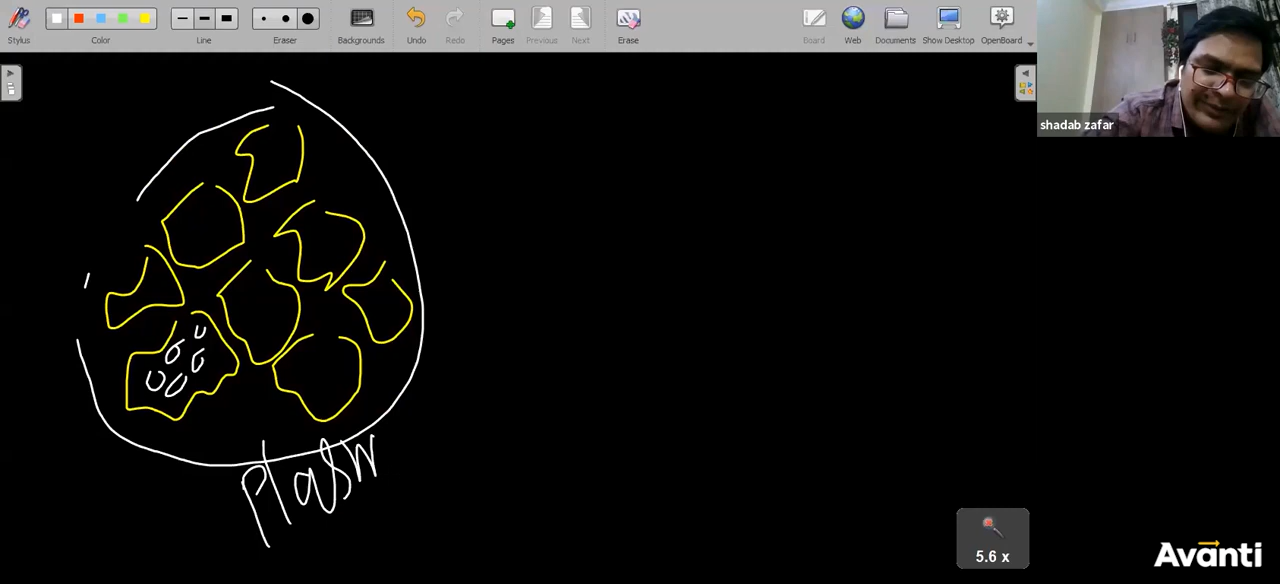 Stylus
Color
Line
Eraser
Backgrounds
Undo
Redo
Pages
Previous
Next
Erase
Board
Web
Documents
Show Desktop
OpenBoard
shadab zafar
plasm
5.6 x
Avanti